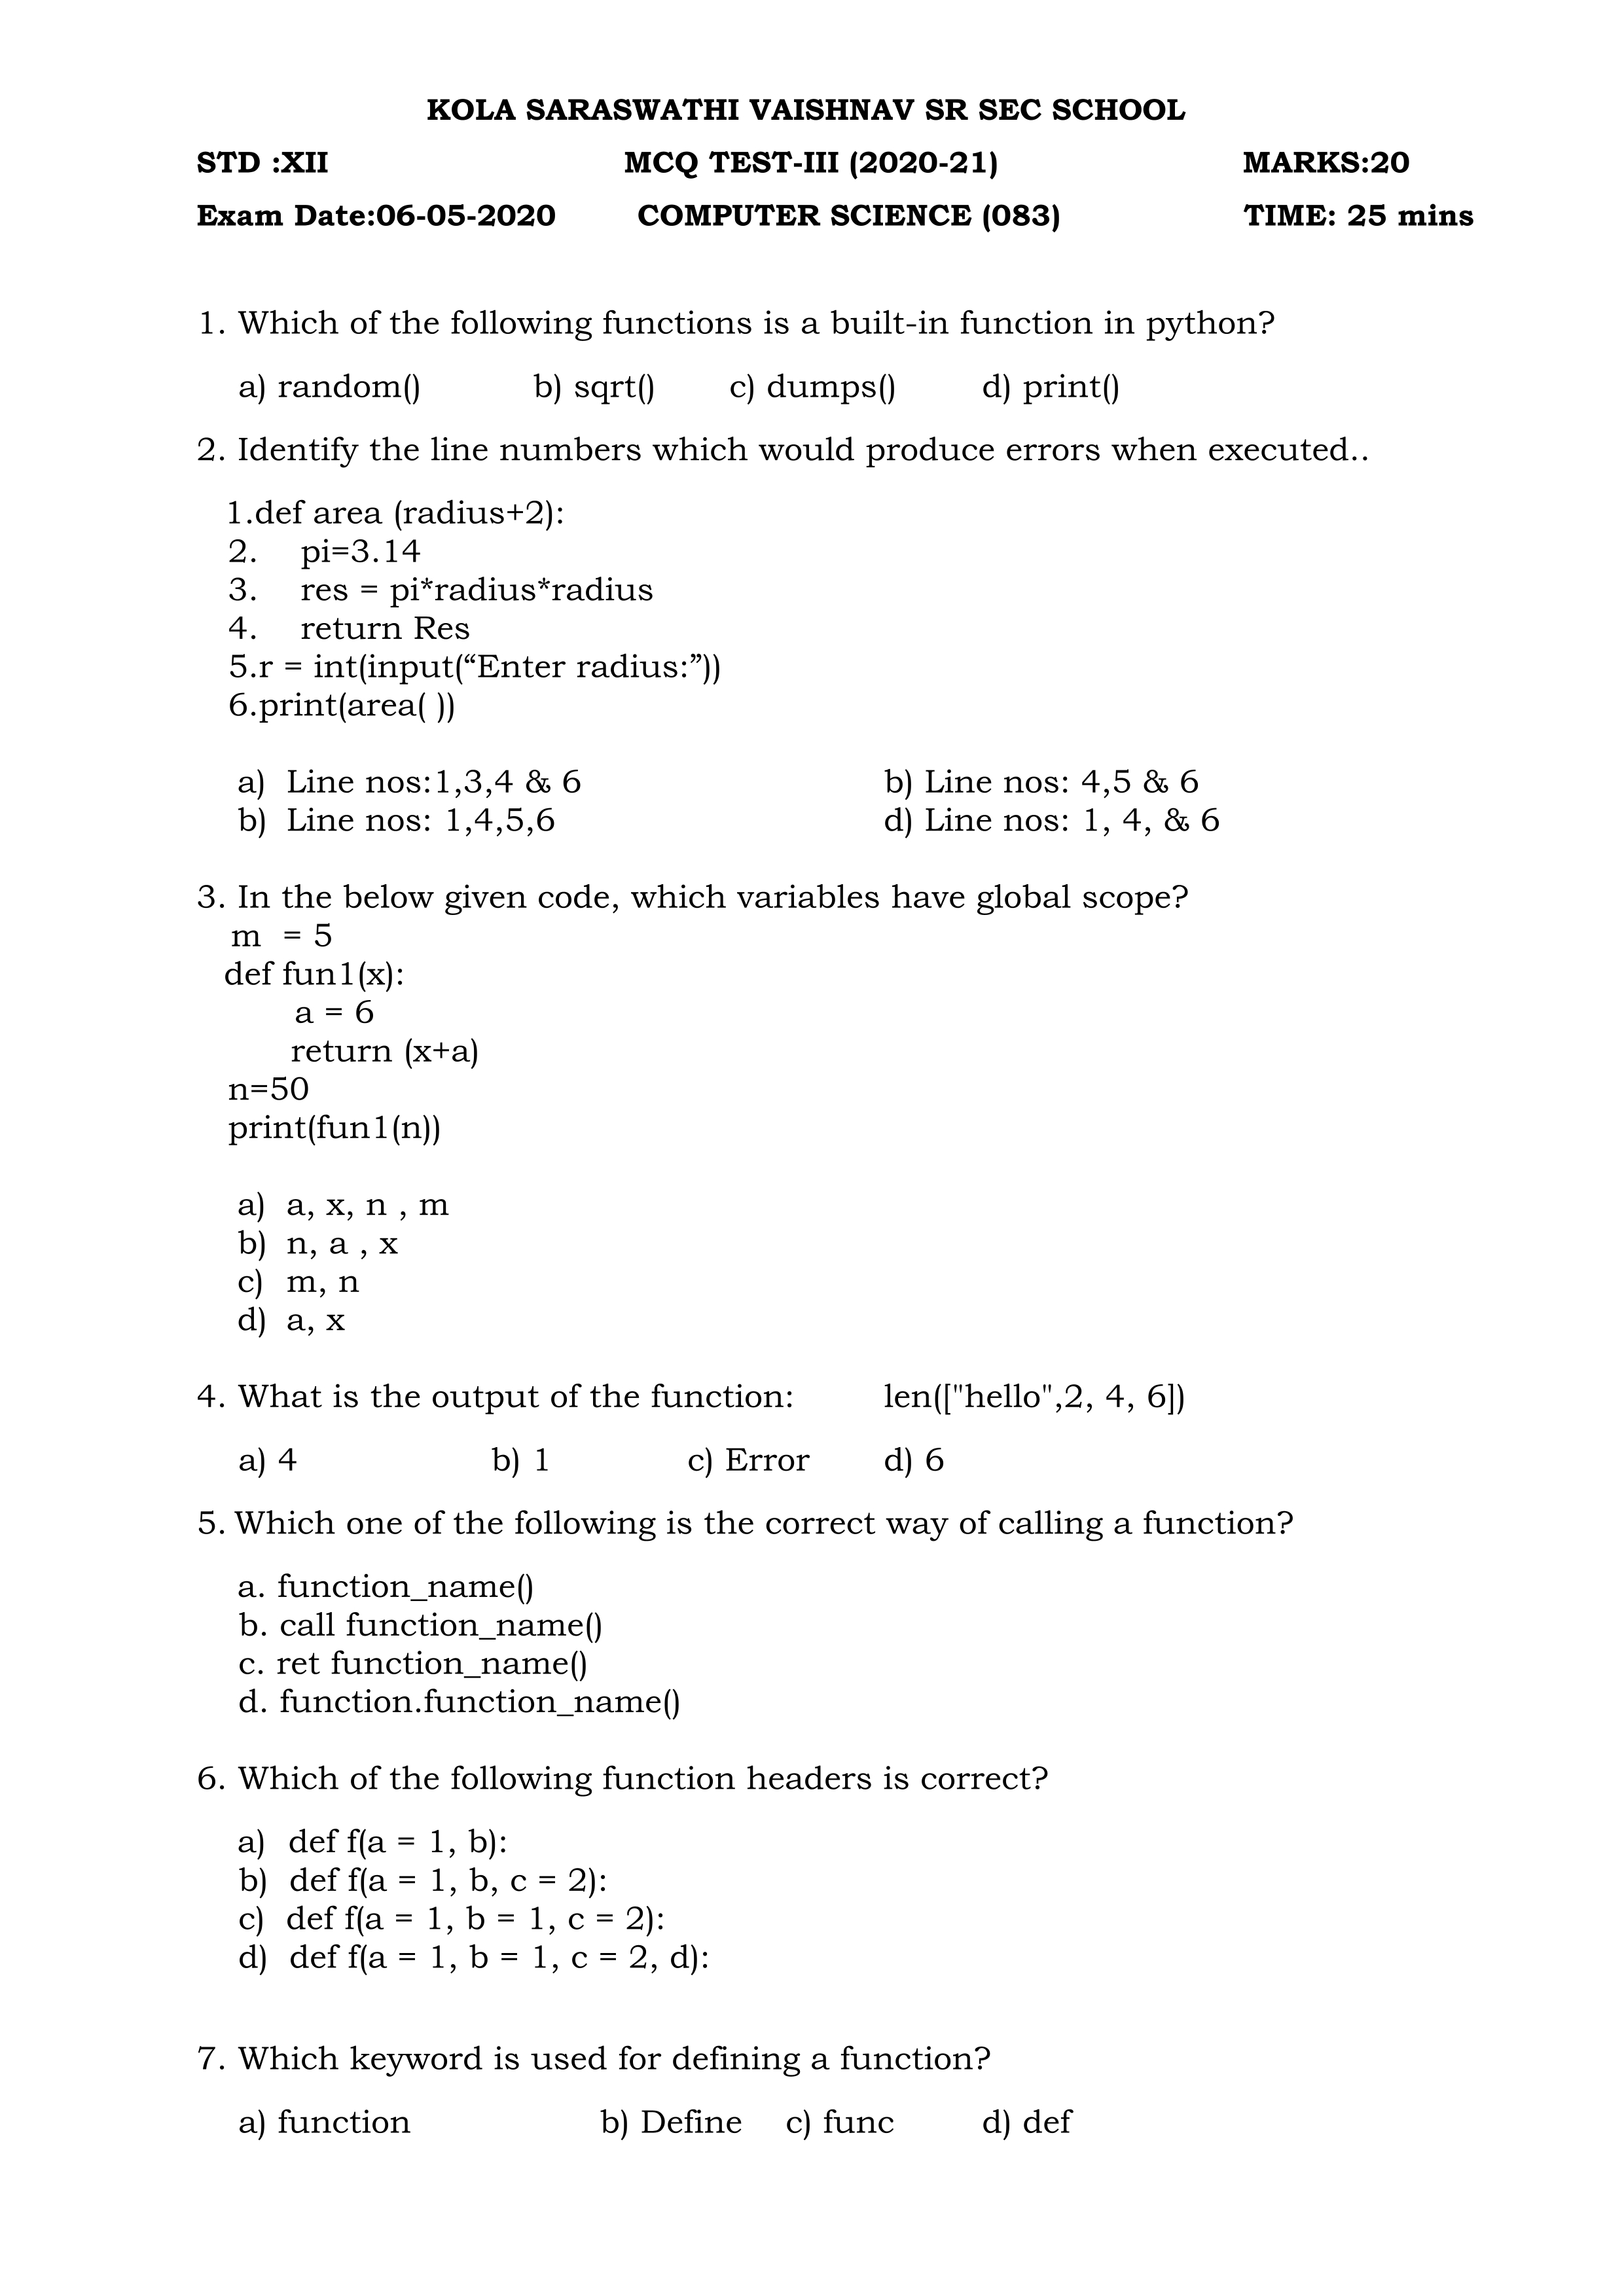 KOLA SARASWATHI VAISHNAV SR SEC SCHOOL
STD :XII MCQ TEST-III (2020-21) MARKS:20
Exam Date:06-05-2020 COMPUTER SCIENCE (083) TIME: 25 mins
1. Which of the following functions is a built-in function in python?
a) random() b) sqrt() c) dumps() d) print()
2. Identify the line numbers which would produce errors when executed..
1.def area (radius+2):
2. pi=3.14
3. res = pi*radius*radius
4. return Res
5.r = int(input(“Enter radius:”))
6.print(area( ))
a) Line nos:1,3,4 & 6 b) Line nos: 4,5 & 6
b) Line nos: 1,4,5,6 d) Line nos: 1, 4, & 6
3. In the below given code, which variables have global scope?
m = 5
def fun1(x):
a = 6
return (x+a)
n=50
print(fun1(n))
a) a, x, n , m
b) n, a , x
c) m, n
d) a, x
4. What is the output of the function: len(["hello",2, 4, 6])
a) 4 b) 1 c) Error d) 6
5. Which one of the following is the correct way of calling a function?
a. function_name()
b. call function_name()
c. ret function_name()
d. function.function_name()
6. Which of the following function headers is correct?
a) def f(a = 1, b):
b) def f(a = 1, b, c = 2):
c) def f(a = 1, b = 1, c = 2):
d) def f(a = 1, b = 1, c = 2, d):
7. Which keyword is used for defining a function?
a) function b) Define c) func d) def